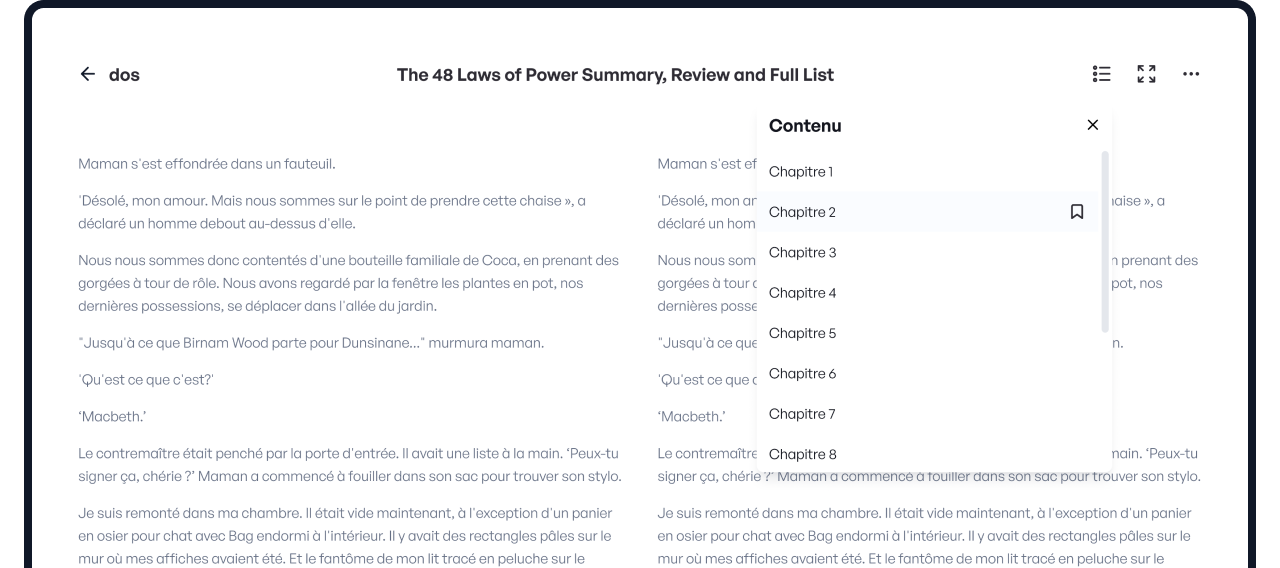 dos
The 48 Laws of Power Summary, Review and Full List
Maman s'est effondrée dans un fauteuil.
'Désolé, mon amour. Mais nous sommes sur le point de prendre cette chaise », a
déclaré un homme debout au-dessus d'elle.
Nous nous sommes donc contentés d'une bouteille familiale de Coca, en prenant des
gorgées à tour de rôle. Nous avons regardé par la fenêtre les plantes en pot, nos
dernières possessions, se déplacer dans l'allée du jardin.
"Jusqu'à ce que Birnam Wood parte pour Dunsinane..." murmura maman.
'Qu'est ce que c'est?'
‘Macbeth.’
Le contremaître était penché par la porte d'entrée. Il avait une liste à la main. ‘Peux-tu
signer ça, chérie ?’ Maman a commencé à fouiller dans son sac pour trouver son stylo.
Je suis remonté dans ma chambre. Il était vide maintenant, à l'exception d'un panier
en osier pour chat avec Bag endormi à l'intérieur. Il y avait des rectangles pâles sur le
mur où mes affiches avaient été. Et le fantôme de mon lit tracé en peluche sur le
Contenu
Chapitre 1
Chapitre 2
Chapitre 3
Chapitre 4
Chapitre 5
Chapitre 6
Chapitre 7
Chapitre 8
Maman s'est ef
'Désolé, mon am
haise », a
déclaré un hom
Nous nous som
n prenant des
gorgées à tour d
pot, nos
dernières posse
"Jusqu'à ce que
n.
'Qu'est ce que c
‘Macbeth.’
Le contremaître
main. ‘Peux-tu
signer ça, chérie ?’ Maman a commencé à fouiller dans son sac pour trouver son stylo.
Je suis remonté dans ma chambre. Il était vide maintenant, à l'exception d'un panier
en osier pour chat avec Bag endormi à l'intérieur. Il y avait des rectangles pâles sur le
mur où mes affiches avaient été. Et le fantôme de mon lit tracé en peluche sur le